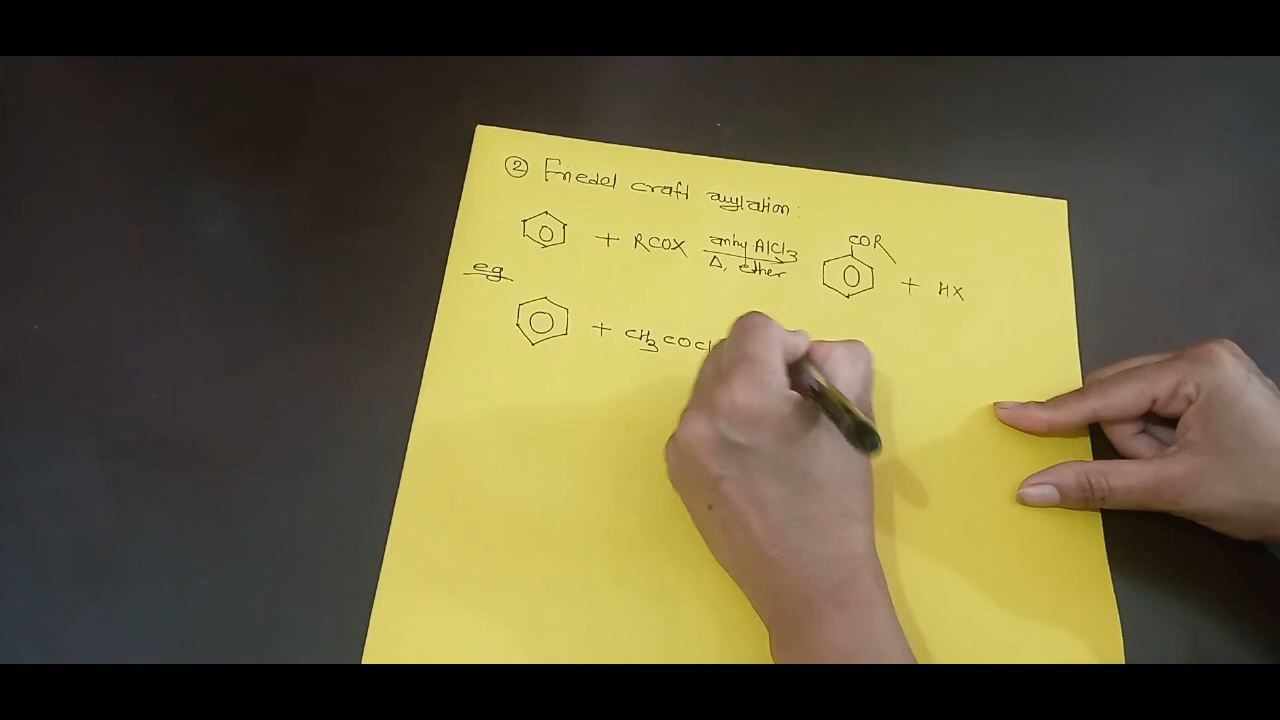 ② Friedel craft acylation:
+ RCOX anhy. AlCl3 Δ, ether COR + HX
eg
+ CH3COCl